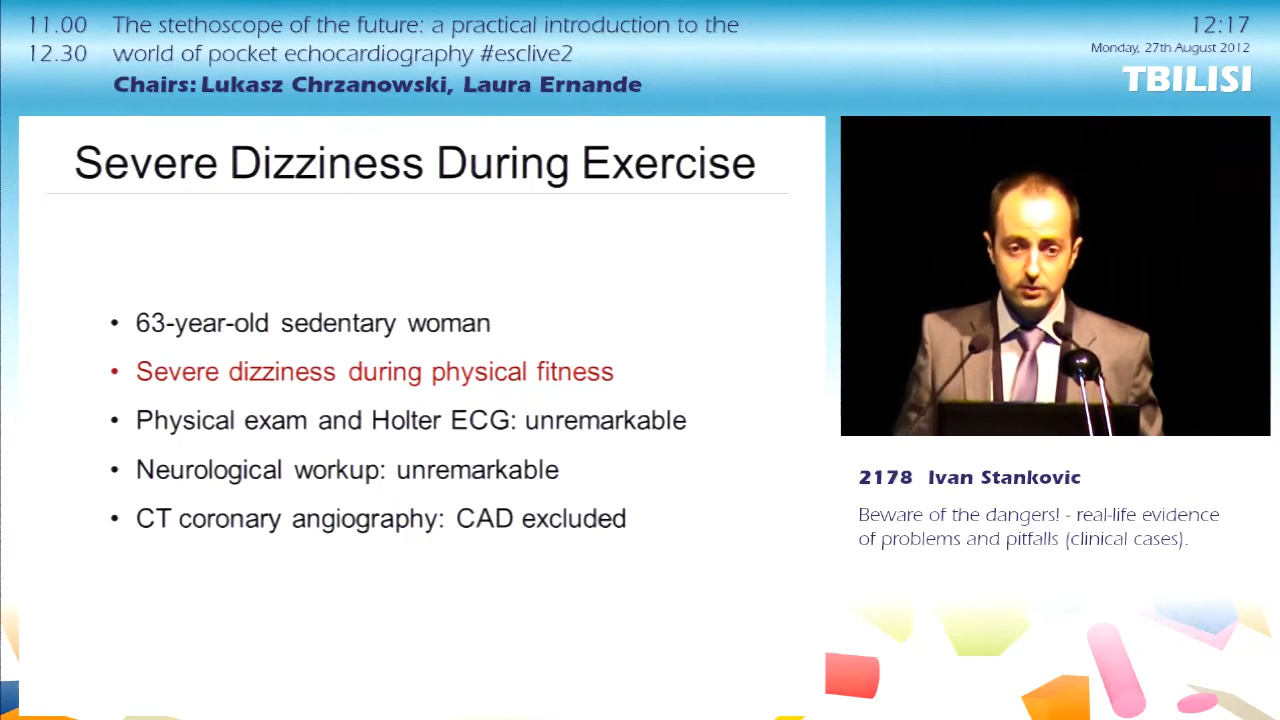 11.00 The stethoscope of the future: a practical introduction to the
12.30 world of pocket echocardiography #esclive2
Chairs: Lukasz Chrzanowski, Laura Ernande
12:17
Monday, 27th August 2012
TBILISI
Severe Dizziness During Exercise
• 63-year-old sedentary woman
• Severe dizziness during physical fitness
• Physical exam and Holter ECG: unremarkable
• Neurological workup: unremarkable
• CT coronary angiography: CAD excluded
2178 Ivan Stankovic
Beware of the dangers! - real-life evidence
of problems and pitfalls (clinical cases).